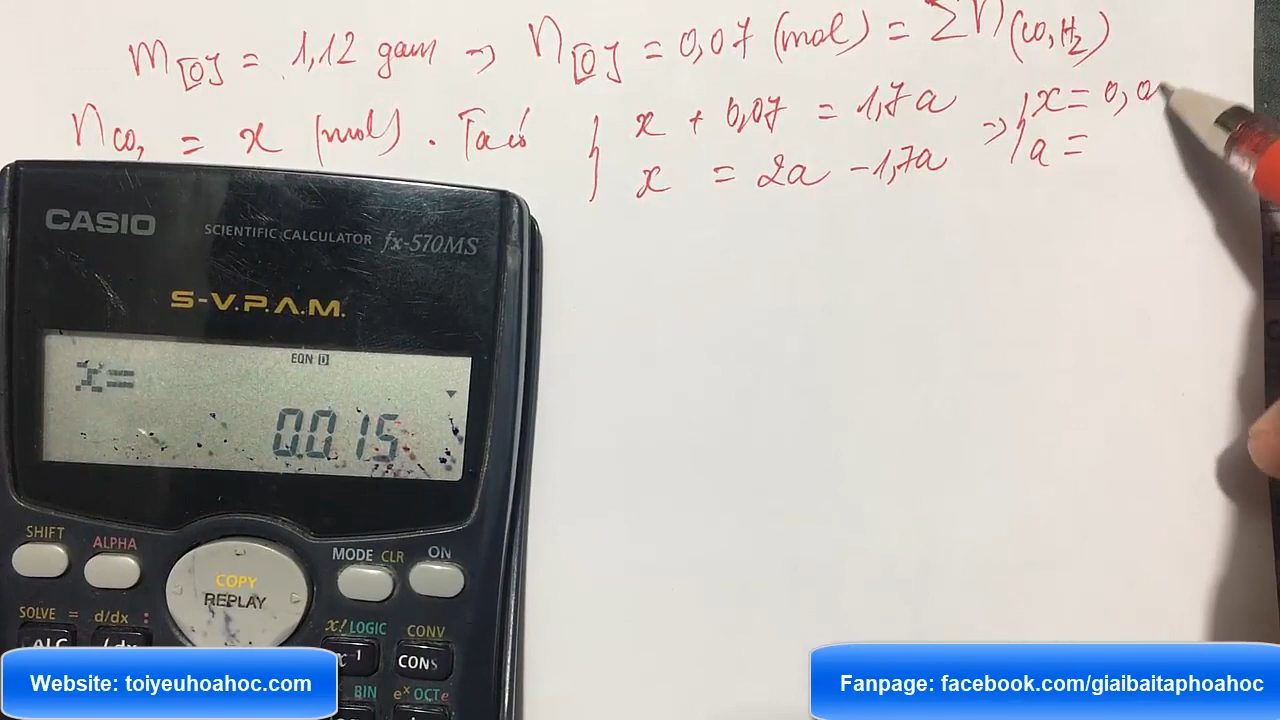 m[O] = 1,12 gam → n[O] = 0,07 (mol) = Σn(CO, H₂)
nCO₂ = x (mol). Ta có { x + 0,07 = 1,7a ⇒ { x = 0,0
x = 2a - 1,7a a =
CASIO
SCIENTIFIC CALCULATOR fx-570MS
S-V.P.A.M.
EQN D
x=
0.015
SHIFT ALPHA MODE CLR ON
COPY
REPLAY
SOLVE = d/dx : x! LOGIC CONV
x⁻¹ CONS
BIN eˣ OCT e
Website: toiyeuhoahoc.com Fanpage: facebook.com/giaibaitaphoahoc